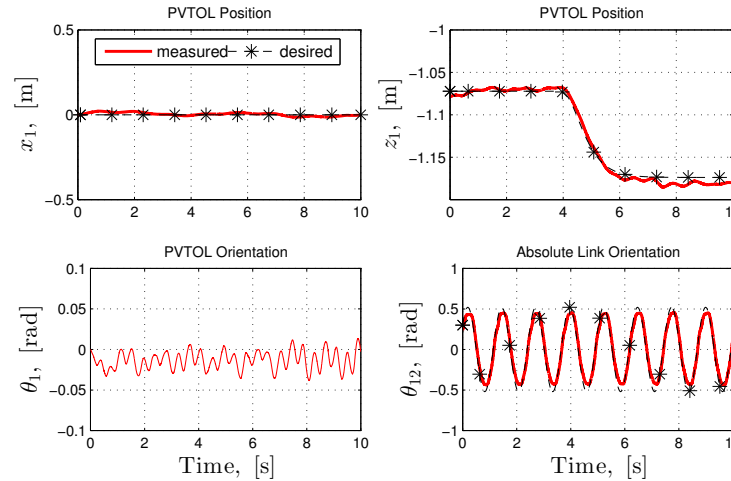 PVTOL Position
0.5
0
−0.5
x1, [m]
measured
desired
0 2 4 6 8 10
PVTOL Position
−1
−1.05
−1.1
−1.15
z1, [m]
0 2 4 6 8 10
PVTOL Orientation
0.1
0.05
0
−0.05
−0.1
θ1, [rad]
0 2 4 6 8 10
Time, [s]
Absolute Link Orientation
1
0.5
0
−0.5
−1
θ12, [rad]
0 2 4 6 8 10
Time, [s]